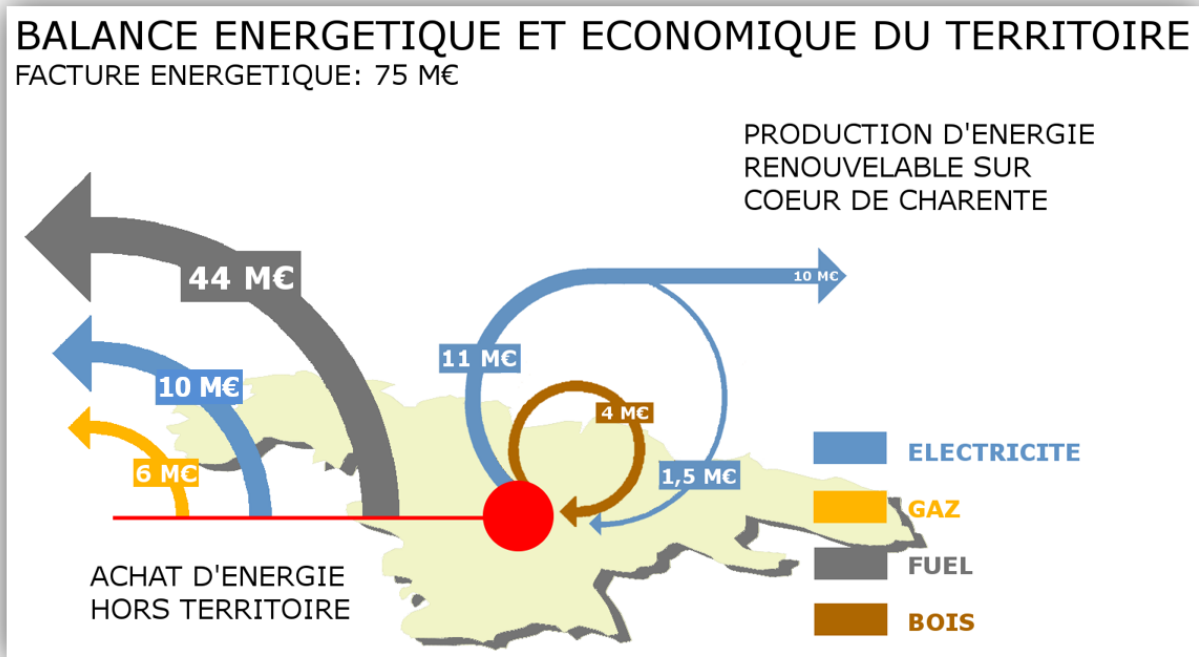 BALANCE ENERGETIQUE ET ECONOMIQUE DU TERRITOIRE
FACTURE ENERGETIQUE: 75 M€
PRODUCTION D'ENERGIE
RENOUVELABLE SUR
COEUR DE CHARENTE
44 M€
10 M€
11 M€
10 M€
4 M€
6 M€
1,5 M€
ELECTRICITE
GAZ
FUEL
BOIS
ACHAT D'ENERGIE
HORS TERRITOIRE